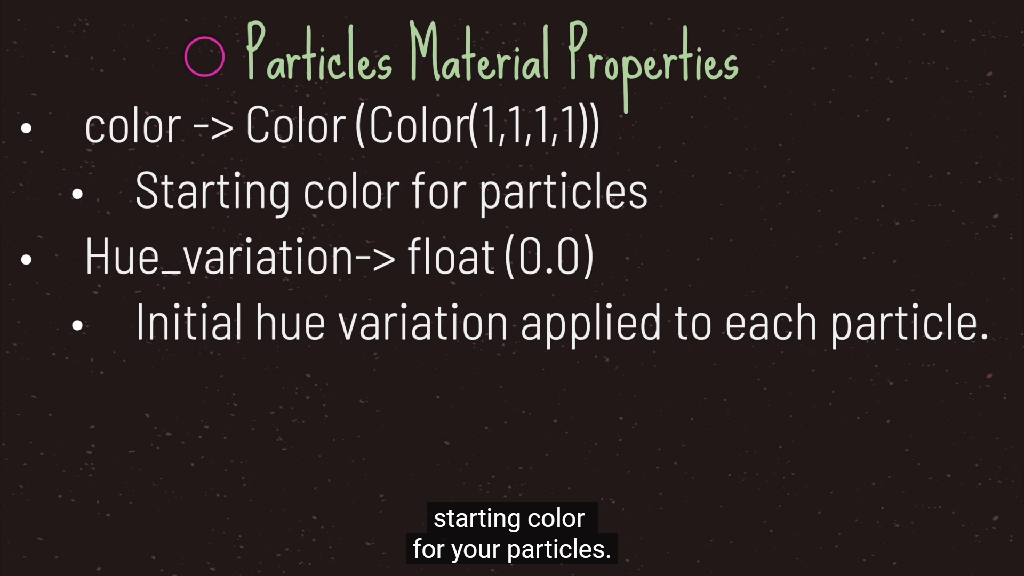 Particles Material Properties
• color -> Color (Color(1,1,1,1))
• Starting color for particles
• Hue_variation-> float (0.0)
• Initial hue variation applied to each particle.
starting color
for your particles.